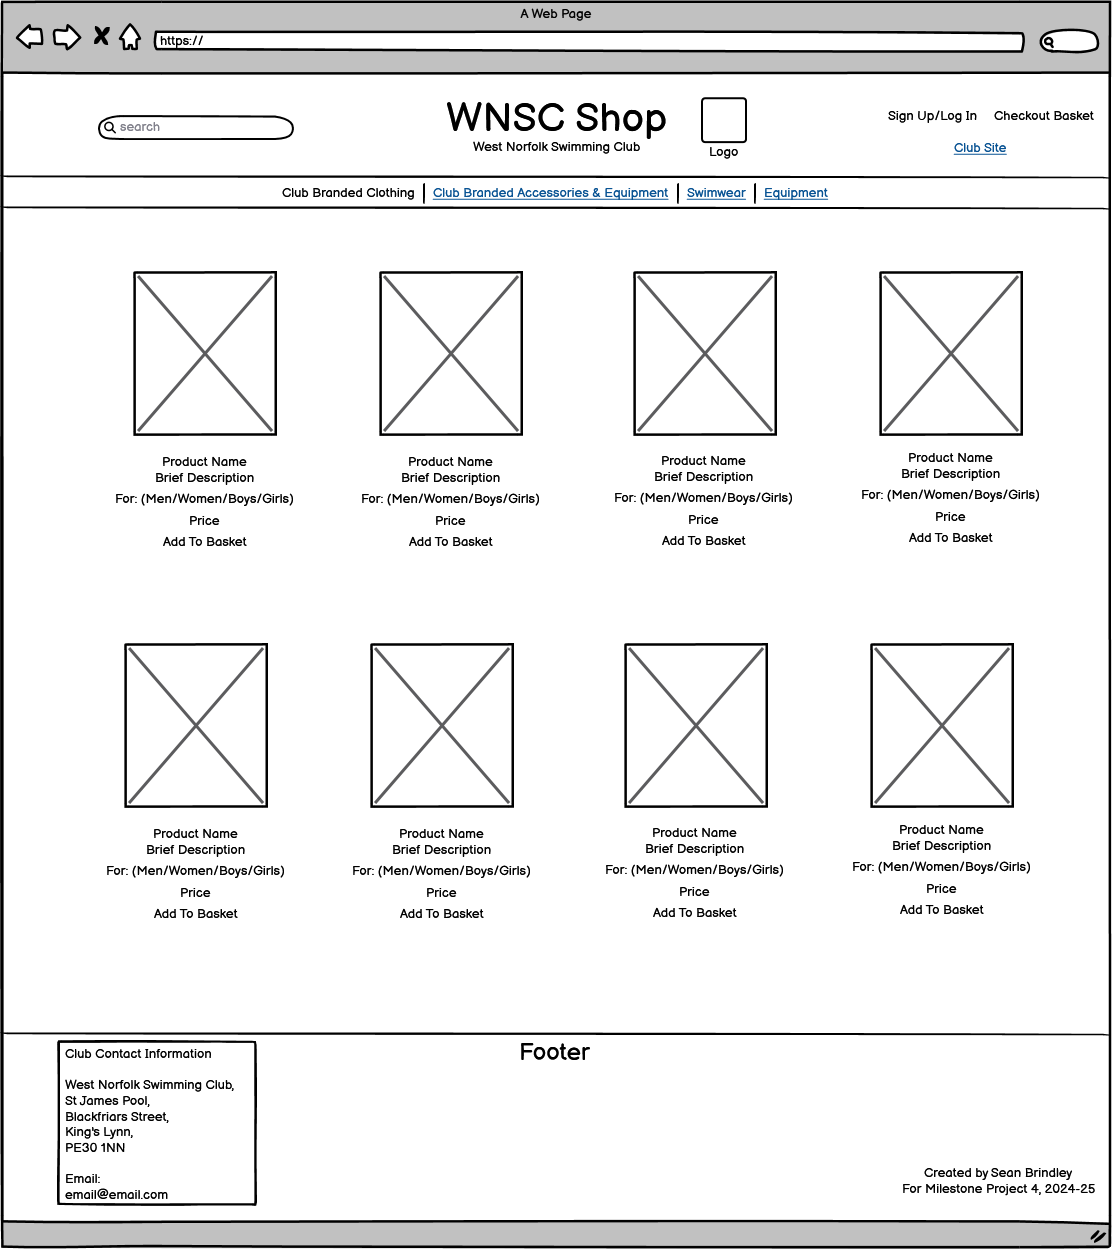 A Web Page
https://
search
WNSC Shop
West Norfolk Swimming Club
Logo
Sign Up/Log In
Checkout Basket
Club Site
Club Branded Clothing
Club Branded Accessories & Equipment
Swimwear
Equipment
Product Name
Brief Description
For: (Men/Women/Boys/Girls)
Price
Add To Basket
Product Name
Brief Description
For: (Men/Women/Boys/Girls)
Price
Add To Basket
Product Name
Brief Description
For: (Men/Women/Boys/Girls)
Price
Add To Basket
Product Name
Brief Description
For: (Men/Women/Boys/Girls)
Price
Add To Basket
Product Name
Brief Description
For: (Men/Women/Boys/Girls)
Price
Add To Basket
Product Name
Brief Description
For: (Men/Women/Boys/Girls)
Price
Add To Basket
Product Name
Brief Description
For: (Men/Women/Boys/Girls)
Price
Add To Basket
Product Name
Brief Description
For: (Men/Women/Boys/Girls)
Price
Add To Basket
Footer
Club Contact Information
West Norfolk Swimming Club,
St James Pool,
Blackfriars Street,
King's Lynn,
PE30 1NN
Email:
email@email.com
Created by Sean Brindley
For Milestone Project 4, 2024-25